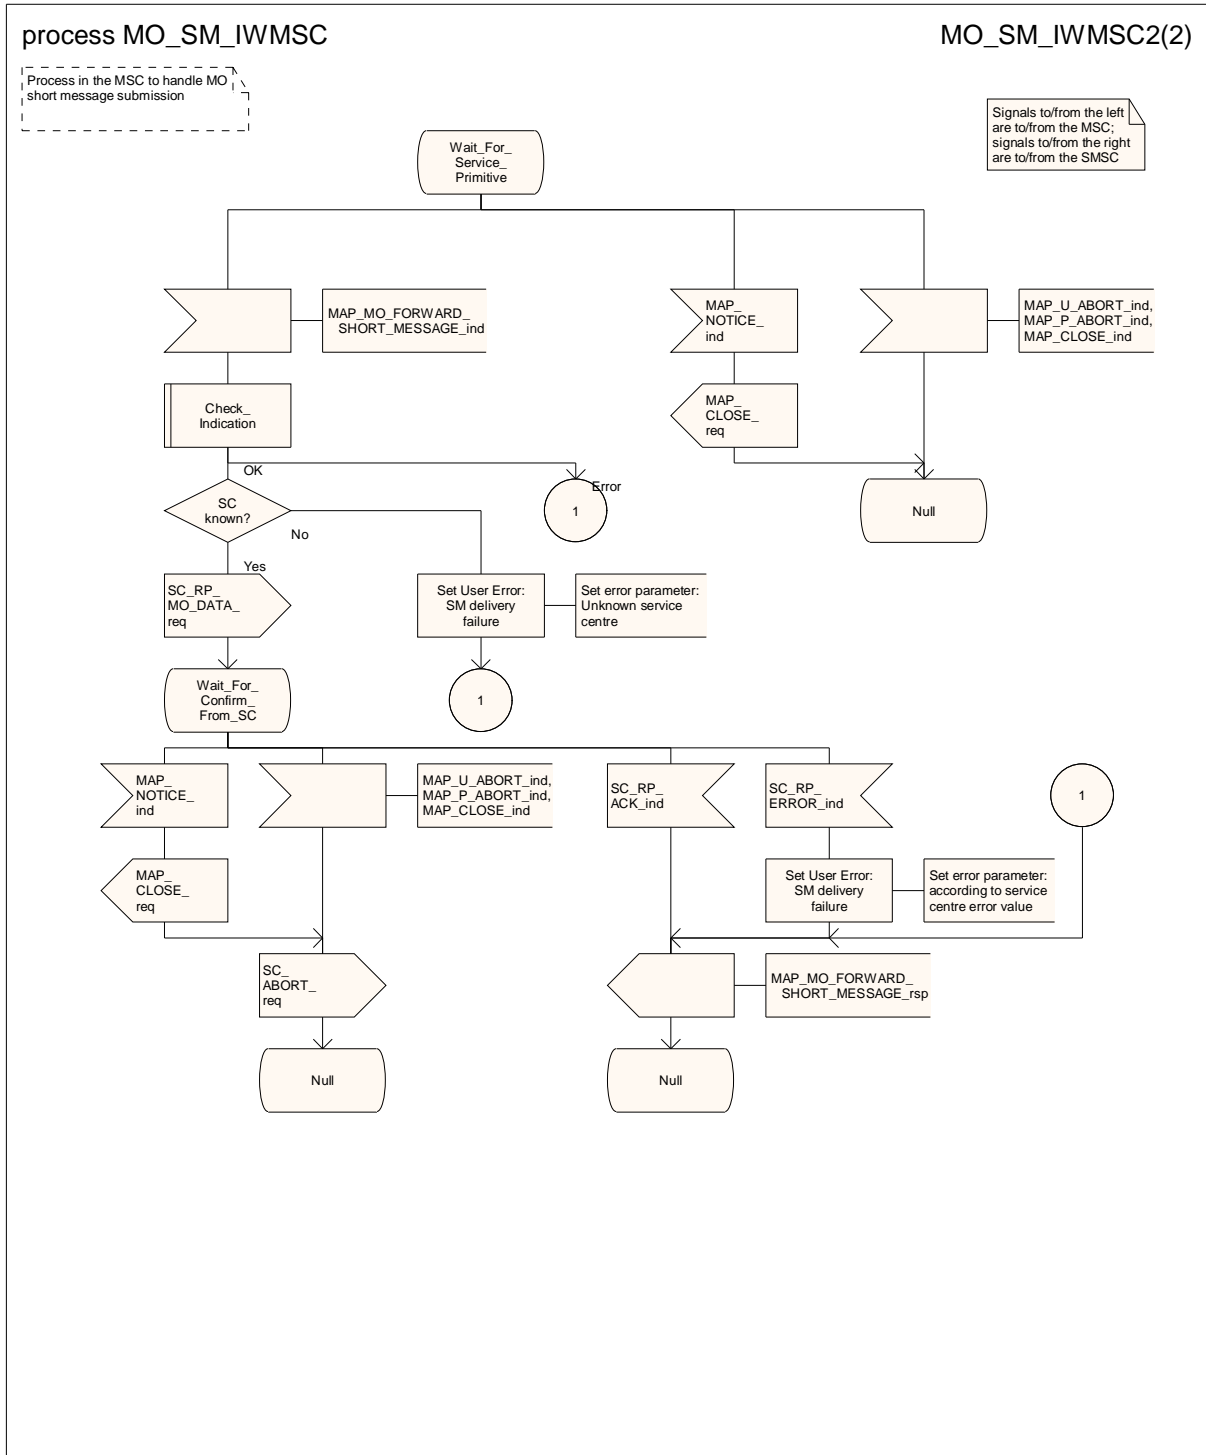 process MO_SM_IWMSC
MO_SM_IWMSC2(2)
Process in the MSC to handle MO
short message submission
Signals to/from the left
are to/from the MSC;
signals to/from the right
are to/from the SMSC
Wait_For_
Service_
Primitive
MAP_MO_FORWARD_
SHORT_MESSAGE_ind
MAP_
NOTICE_
ind
MAP_U_ABORT_ind,
MAP_P_ABORT_ind,
MAP_CLOSE_ind
Check_
Indication
MAP_
CLOSE_
req
OK
Error
SC
known?
1
Null
No
Yes
SC_RP_
MO_DATA_
req
Set User Error:
SM delivery
failure
Set error parameter:
Unknown service
centre
Wait_For_
Confirm_
From_SC
1
MAP_
NOTICE_
ind
MAP_U_ABORT_ind,
MAP_P_ABORT_ind,
MAP_CLOSE_ind
SC_RP_
ACK_ind
SC_RP_
ERROR_ind
1
MAP_
CLOSE_
req
Set User Error:
SM delivery
failure
Set error parameter:
according to service
centre error value
SC_
ABORT_
req
MAP_MO_FORWARD_
SHORT_MESSAGE_rsp
Null
Null